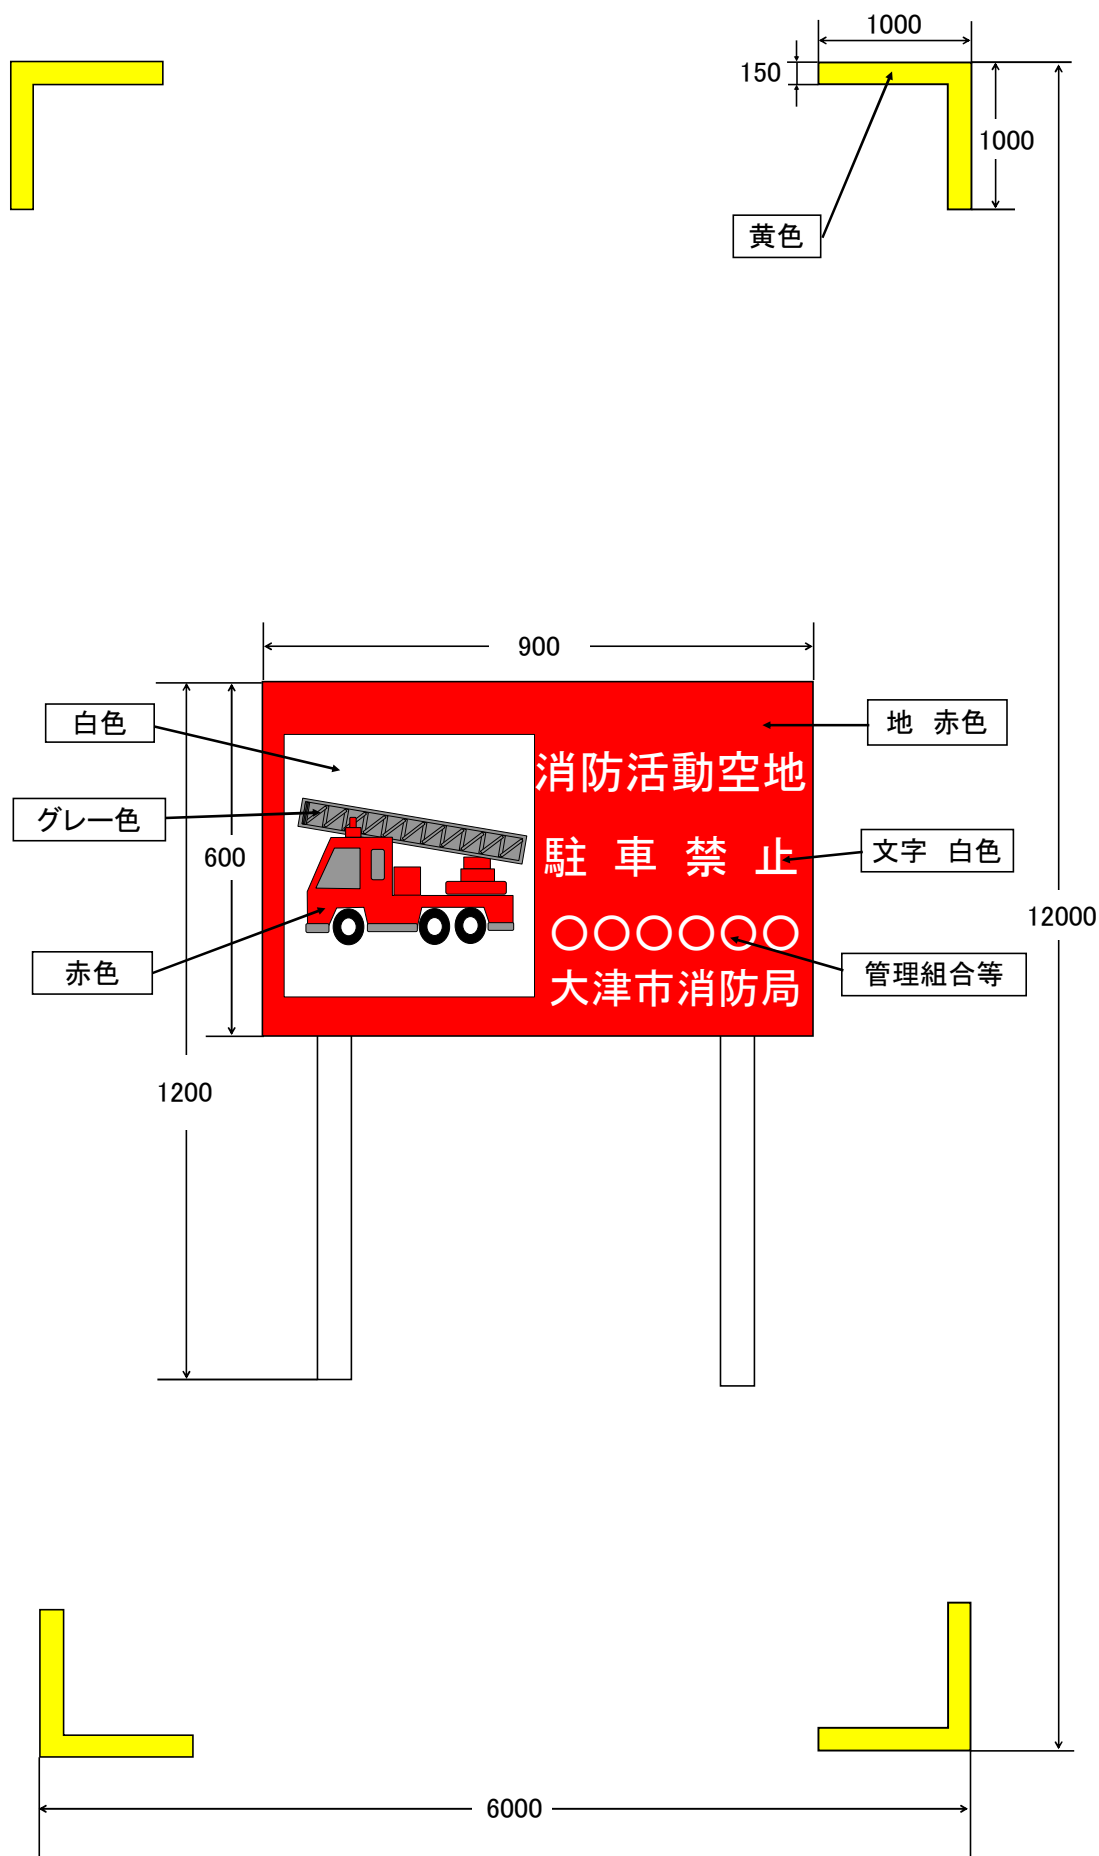 1000
150
1000
黄色
900
白色
地　赤色
消防活動空地
グレー色
600
駐 車 禁 止
文字　白色
12000
○○○○○○
赤色
管理組合等
大津市消防局
1200
6000